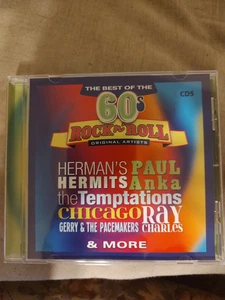 THE BEST OF THE
60s
ROCK n ROLL
ORIGINAL ARTISTS
CD5
HERMAN'S HERMITS
PAUL Anka
the Temptations
CHICAGO
RAY CHARLES
GERRY & THE PACEMAKERS
& MORE